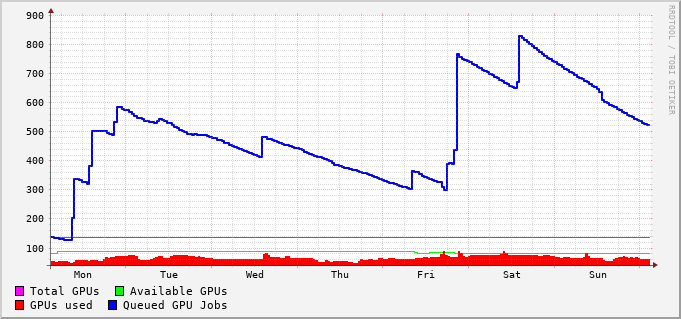 900
800
700
600
500
400
300
200
100
Mon Tue Wed Thu Fri Sat Sun
Total GPUs Available GPUs
GPUs used Queued GPU Jobs
RRDTOOL / TOBI OETIKER